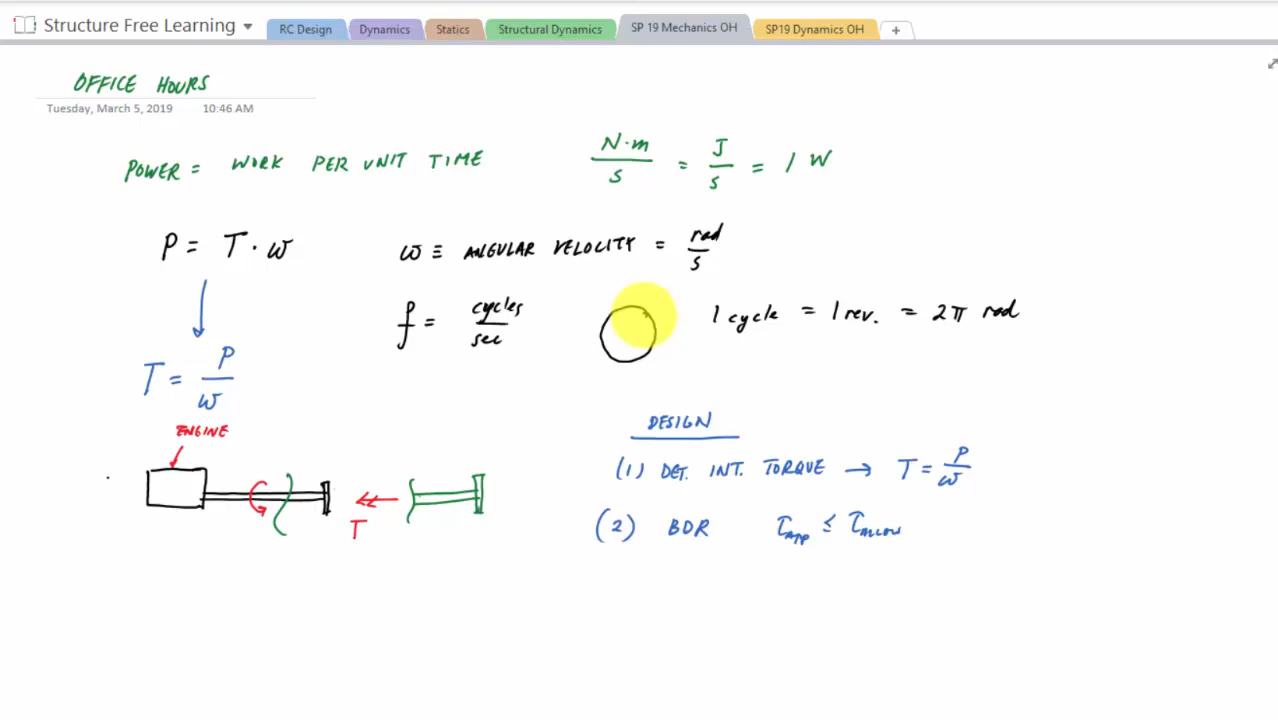 Structure Free Learning
RC Design
Dynamics
Statics
Structural Dynamics
SP 19 Mechanics OH
SP19 Dynamics OH
OFFICE HOURS
Tuesday, March 5, 2019 10:46 AM
POWER = WORK PER UNIT TIME N·m/s = J/s = 1 W
P = T · ω ω ≡ ANGULAR VELOCITY = rad/s
f = cycles/sec 1 cycle = 1 rev. = 2π rad
T = P/ω
ENGINE
T
DESIGN
(1) DET. INT. TORQUE → T = P/ω
(2) BDR τAPP ≤ τALLOW